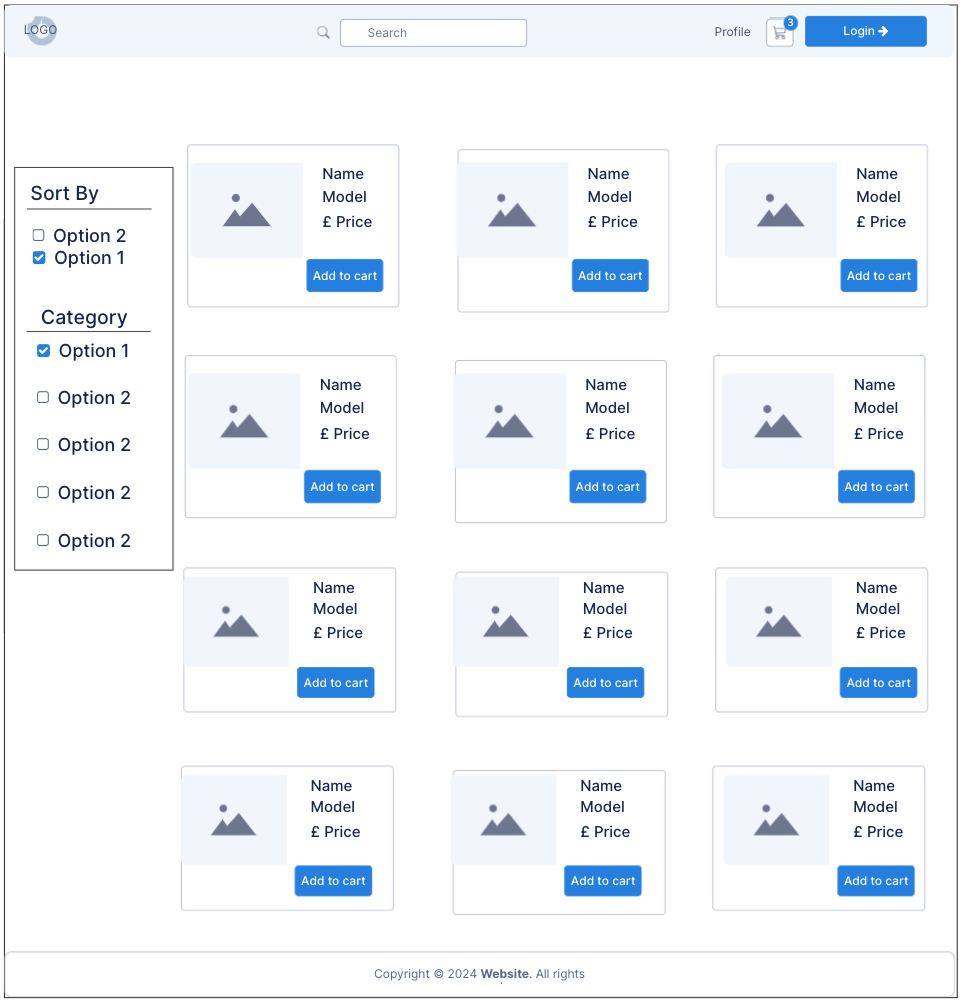 LOGO
Search
Profile
3
Login
Sort By
Option 2
Option 1
Category
Option 1
Option 2
Option 2
Option 2
Option 2
Name
Model
£ Price
Add to cart
Name
Model
£ Price
Add to cart
Name
Model
£ Price
Add to cart
Name
Model
£ Price
Add to cart
Name
Model
£ Price
Add to cart
Name
Model
£ Price
Add to cart
Name
Model
£ Price
Add to cart
Name
Model
£ Price
Add to cart
Name
Model
£ Price
Add to cart
Name
Model
£ Price
Add to cart
Name
Model
£ Price
Add to cart
Name
Model
£ Price
Add to cart
Copyright © 2024 Website. All rights